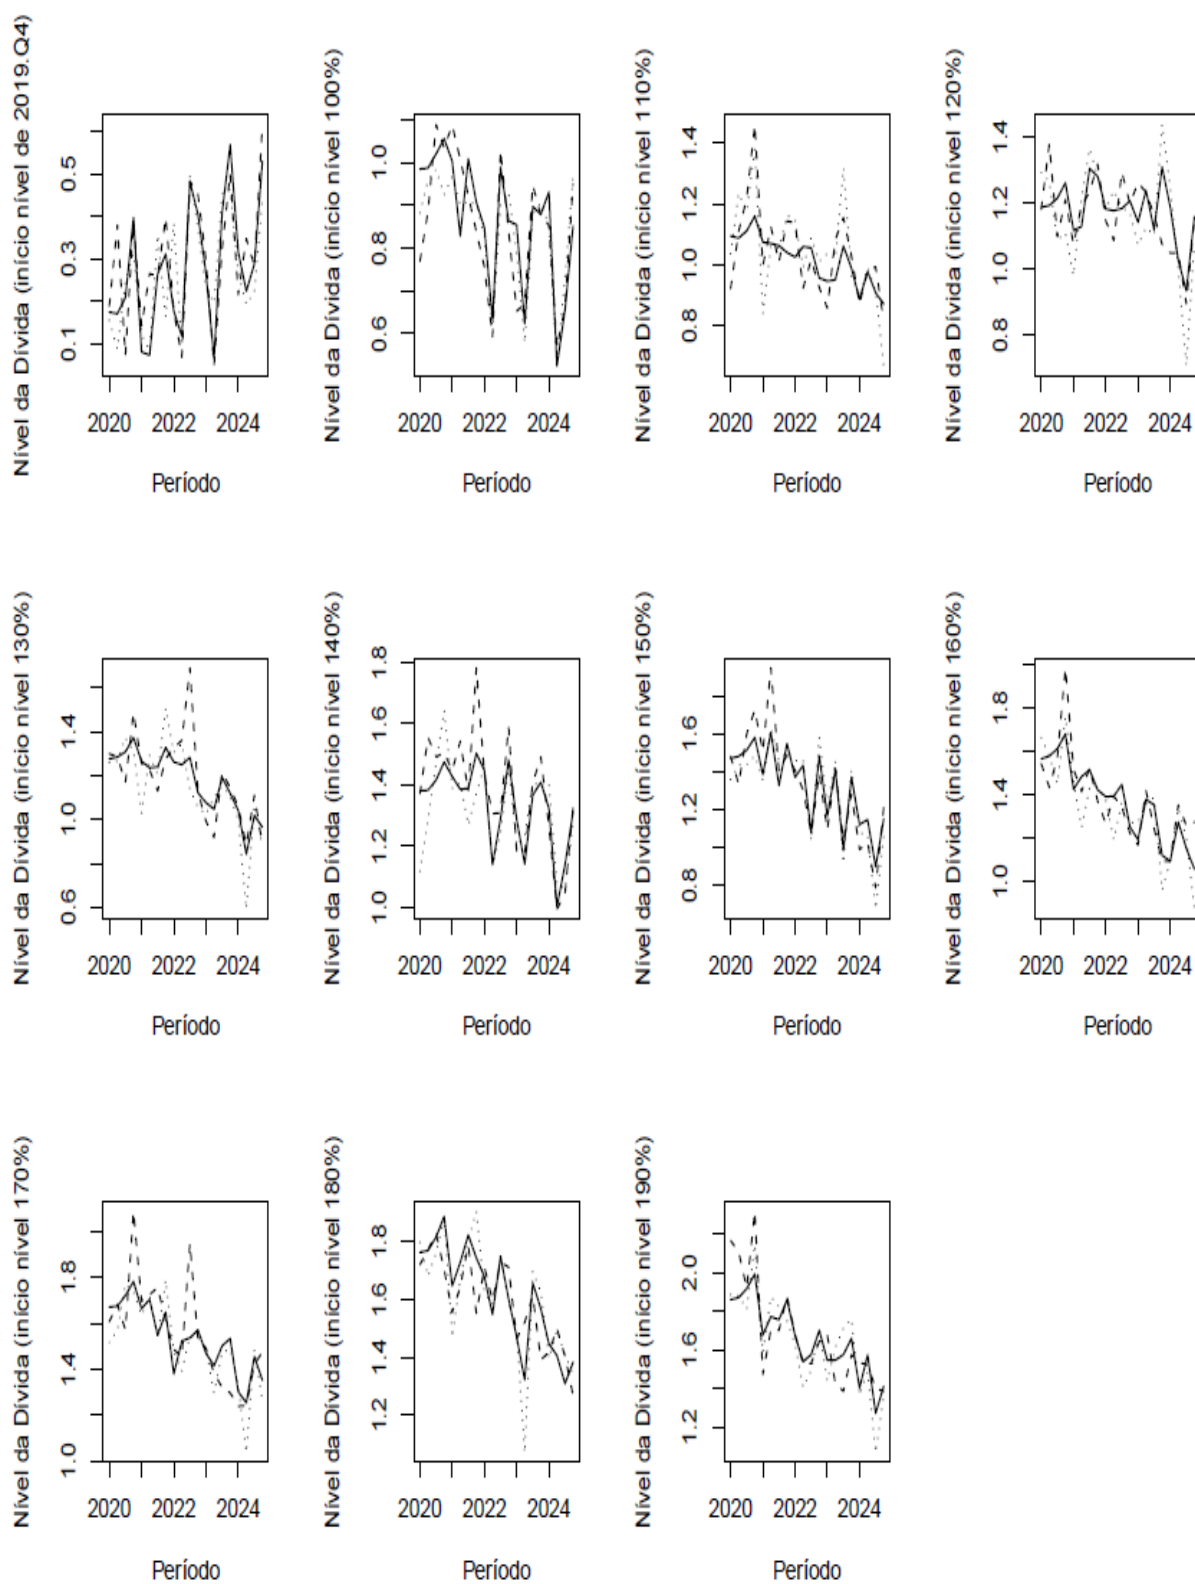 Nível da Dívida (início nível de 2019.Q4)
0.1 0.3 0.5
2020 2022 2024
Período
Nível da Dívida (início nível 100%)
0.6 0.8 1.0
2020 2022 2024
Período
Nível da Dívida (início nível 110%)
0.8 1.0 1.2 1.4
2020 2022 2024
Período
Nível da Dívida (início nível 120%)
0.8 1.0 1.2 1.4
2020 2022 2024
Período
Nível da Dívida (início nível 130%)
0.6 1.0 1.4
2020 2022 2024
Período
Nível da Dívida (início nível 140%)
1.0 1.2 1.4 1.6 1.8
2020 2022 2024
Período
Nível da Dívida (início nível 150%)
0.8 1.2 1.6
2020 2022 2024
Período
Nível da Dívida (início nível 160%)
1.0 1.4 1.8
2020 2022 2024
Período
Nível da Dívida (início nível 170%)
1.0 1.4 1.8
2020 2022 2024
Período
Nível da Dívida (início nível 180%)
1.2 1.4 1.6 1.8
2020 2022 2024
Período
Nível da Dívida (início nível 190%)
1.2 1.6 2.0
2020 2022 2024
Período